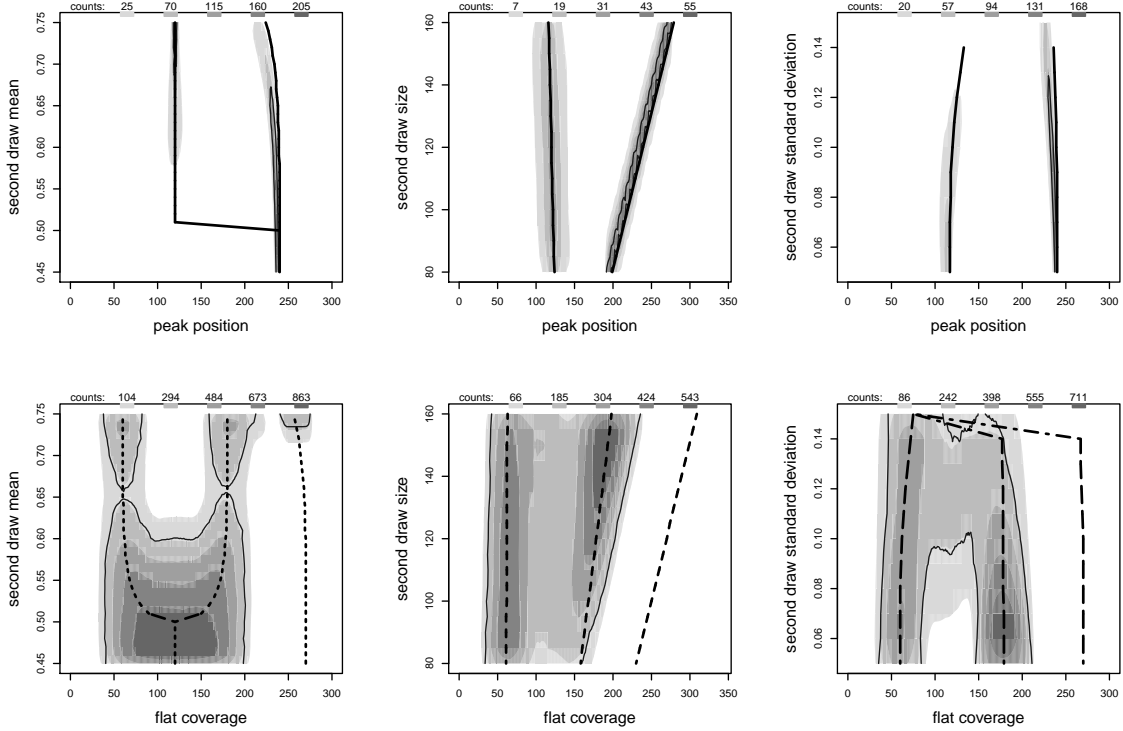 counts: 25 70 115 160 205
second draw mean
0.75
0.70
0.65
0.60
0.55
0.50
0.45
0 50 100 150 200 250 300
peak position
counts: 7 19 31 43 55
second draw size
160
140
120
100
80
0 50 100 150 200 250 300 350
peak position
counts: 20 57 94 131 168
second draw standard deviation
0.14
0.12
0.10
0.08
0.06
0 50 100 150 200 250 300
peak position
counts: 104 294 484 673 863
second draw mean
0.75
0.70
0.65
0.60
0.55
0.50
0.45
0 50 100 150 200 250 300
flat coverage
counts: 66 185 304 424 543
second draw size
160
140
120
100
80
0 50 100 150 200 250 300 350
flat coverage
counts: 86 242 398 555 711
second draw standard deviation
0.14
0.12
0.10
0.08
0.06
0 50 100 150 200 250 300
flat coverage